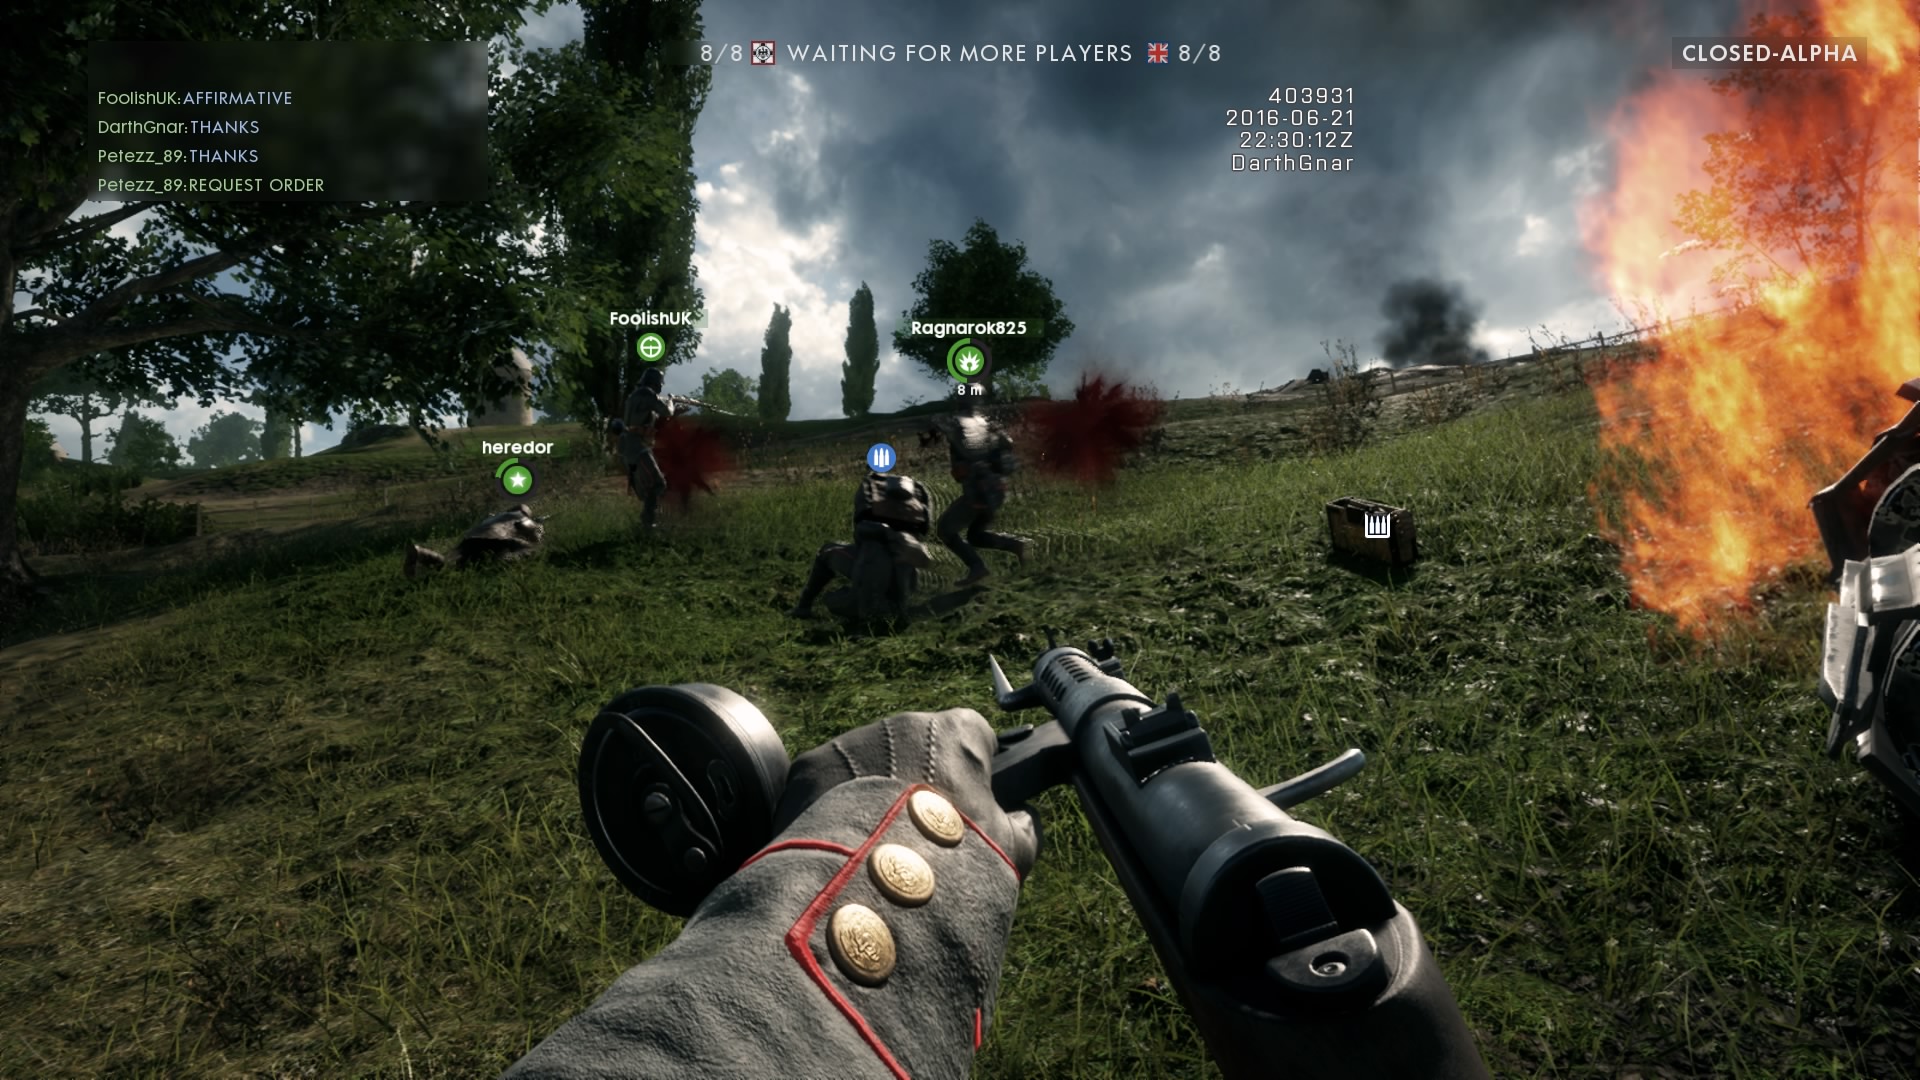 8/8 WAITING FOR MORE PLAYERS 8/8
CLOSED-ALPHA
FoolishUK:AFFIRMATIVE
DarthGnar:THANKS
Petezz_89:THANKS
Petezz_89:REQUEST ORDER
403931
2016-06-21
22:30:12Z
DarthGnar
FoolishUK
Ragnarok825
8 m
heredor